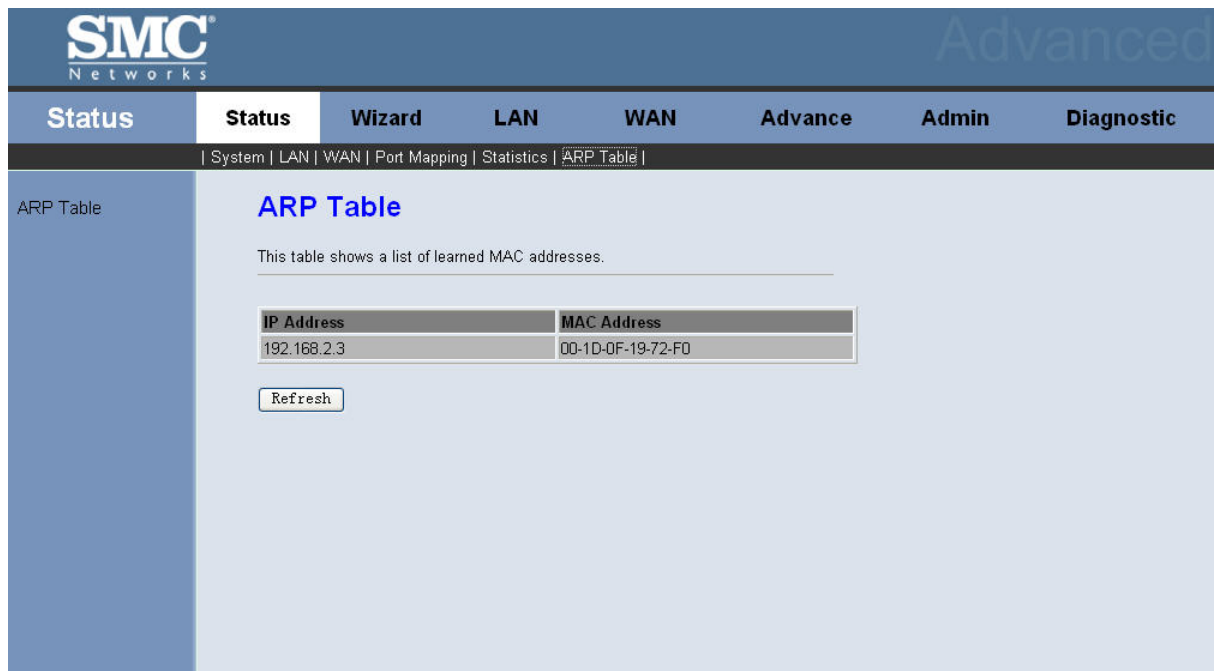 SMC®
Networks
Advanced
Status
Status Wizard LAN WAN Advance Admin Diagnostic
| System | LAN | WAN | Port Mapping | Statistics | ARP Table |
ARP Table
ARP Table
This table shows a list of learned MAC addresses.
IP Address MAC Address
192.168.2.3 00-1D-0F-19-72-F0
Refresh